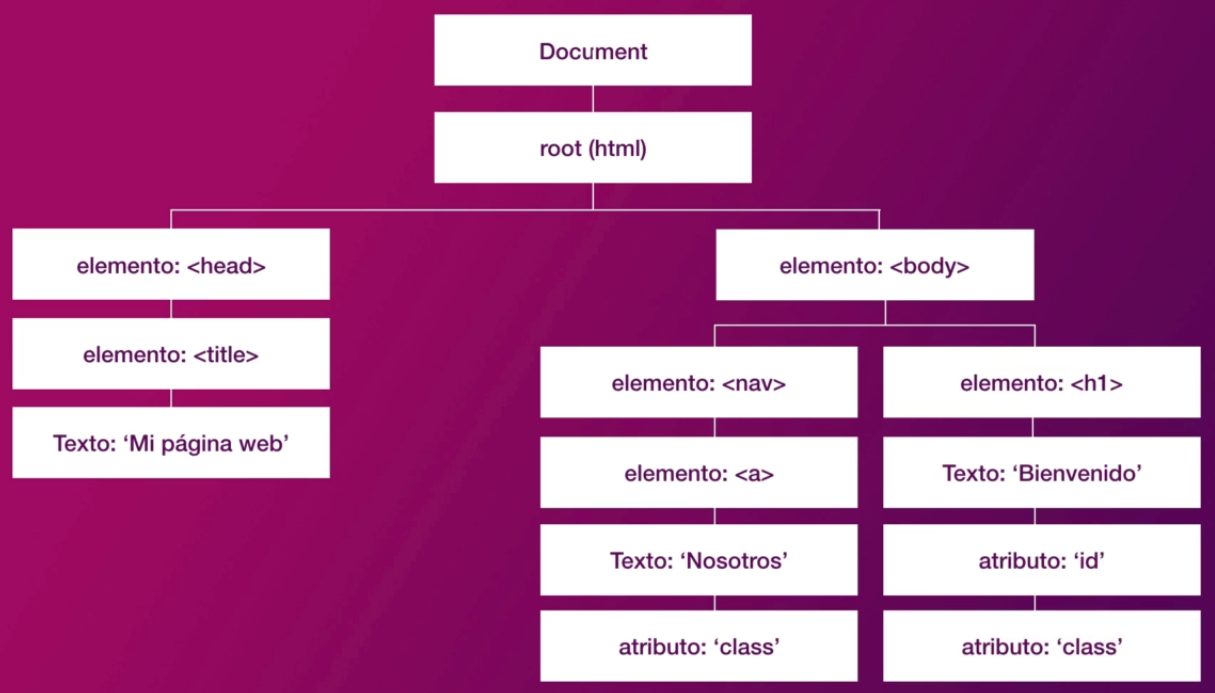 Document
root (html)
elemento: <head>
elemento: <body>
elemento: <title>
elemento: <nav>
elemento: <h1>
Texto: ‘Mi página web’
elemento: <a>
Texto: ‘Bienvenido’
Texto: ‘Nosotros’
atributo: ‘id’
atributo: ‘class’
atributo: ‘class’